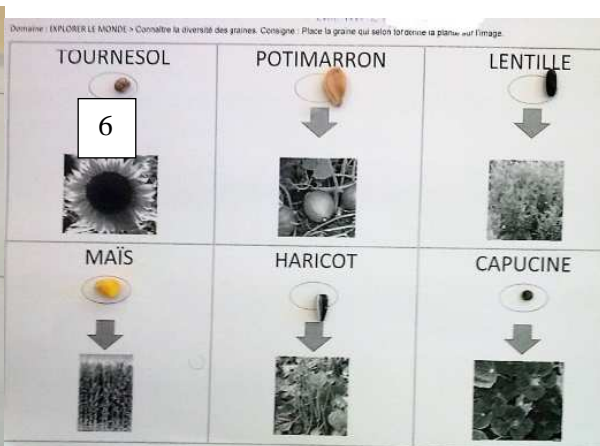 Domaine : EXPLORER LE MONDE > Connaître la diversité des graines. Consigne : Place la graine qui selon toi donne la plante sur l'image.
TOURNESOL POTIMARRON LENTILLE
6
MAÏS HARICOT CAPUCINE